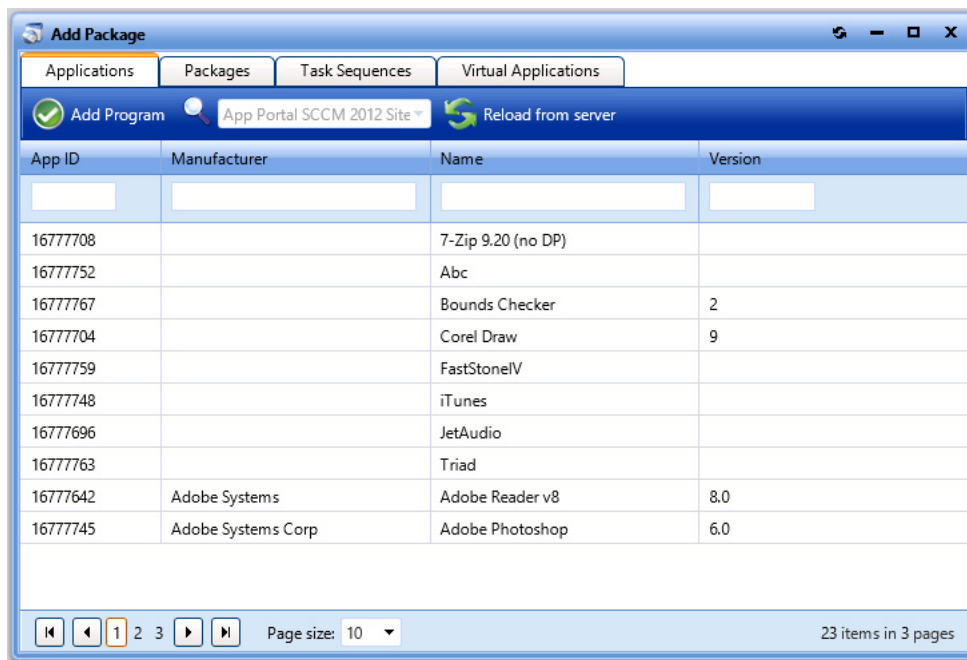 Add Package
Applications Packages Task Sequences Virtual Applications
Add Program App Portal SCCM 2012 Site Reload from server
App ID Manufacturer Name Version
16777708 7-Zip 9.20 (no DP)
16777752 Abc
16777767 Bounds Checker 2
16777704 Corel Draw 9
16777759 FastStoneIV
16777748 iTunes
16777696 JetAudio
16777763 Triad
16777642 Adobe Systems Adobe Reader v8 8.0
16777745 Adobe Systems Corp Adobe Photoshop 6.0
1 2 3 Page size: 10 23 items in 3 pages